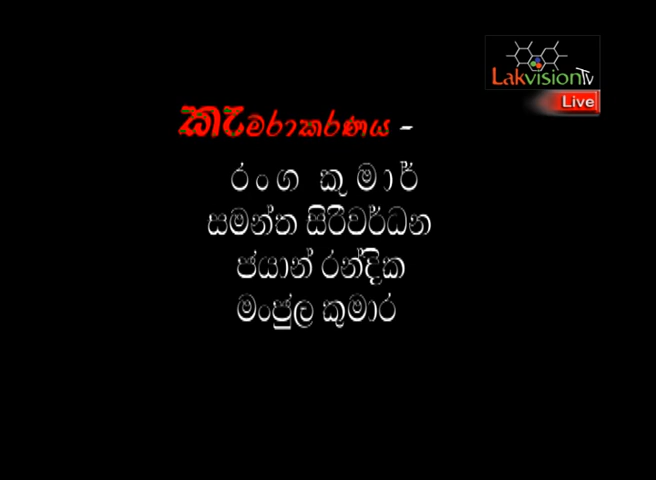 LakvisionTv
Live
කැමරාකරණය -
රංග කුමාර්
සමන්ත සිරිවර්ධන
ජයාන් රන්දික
මංජුල කුමාර